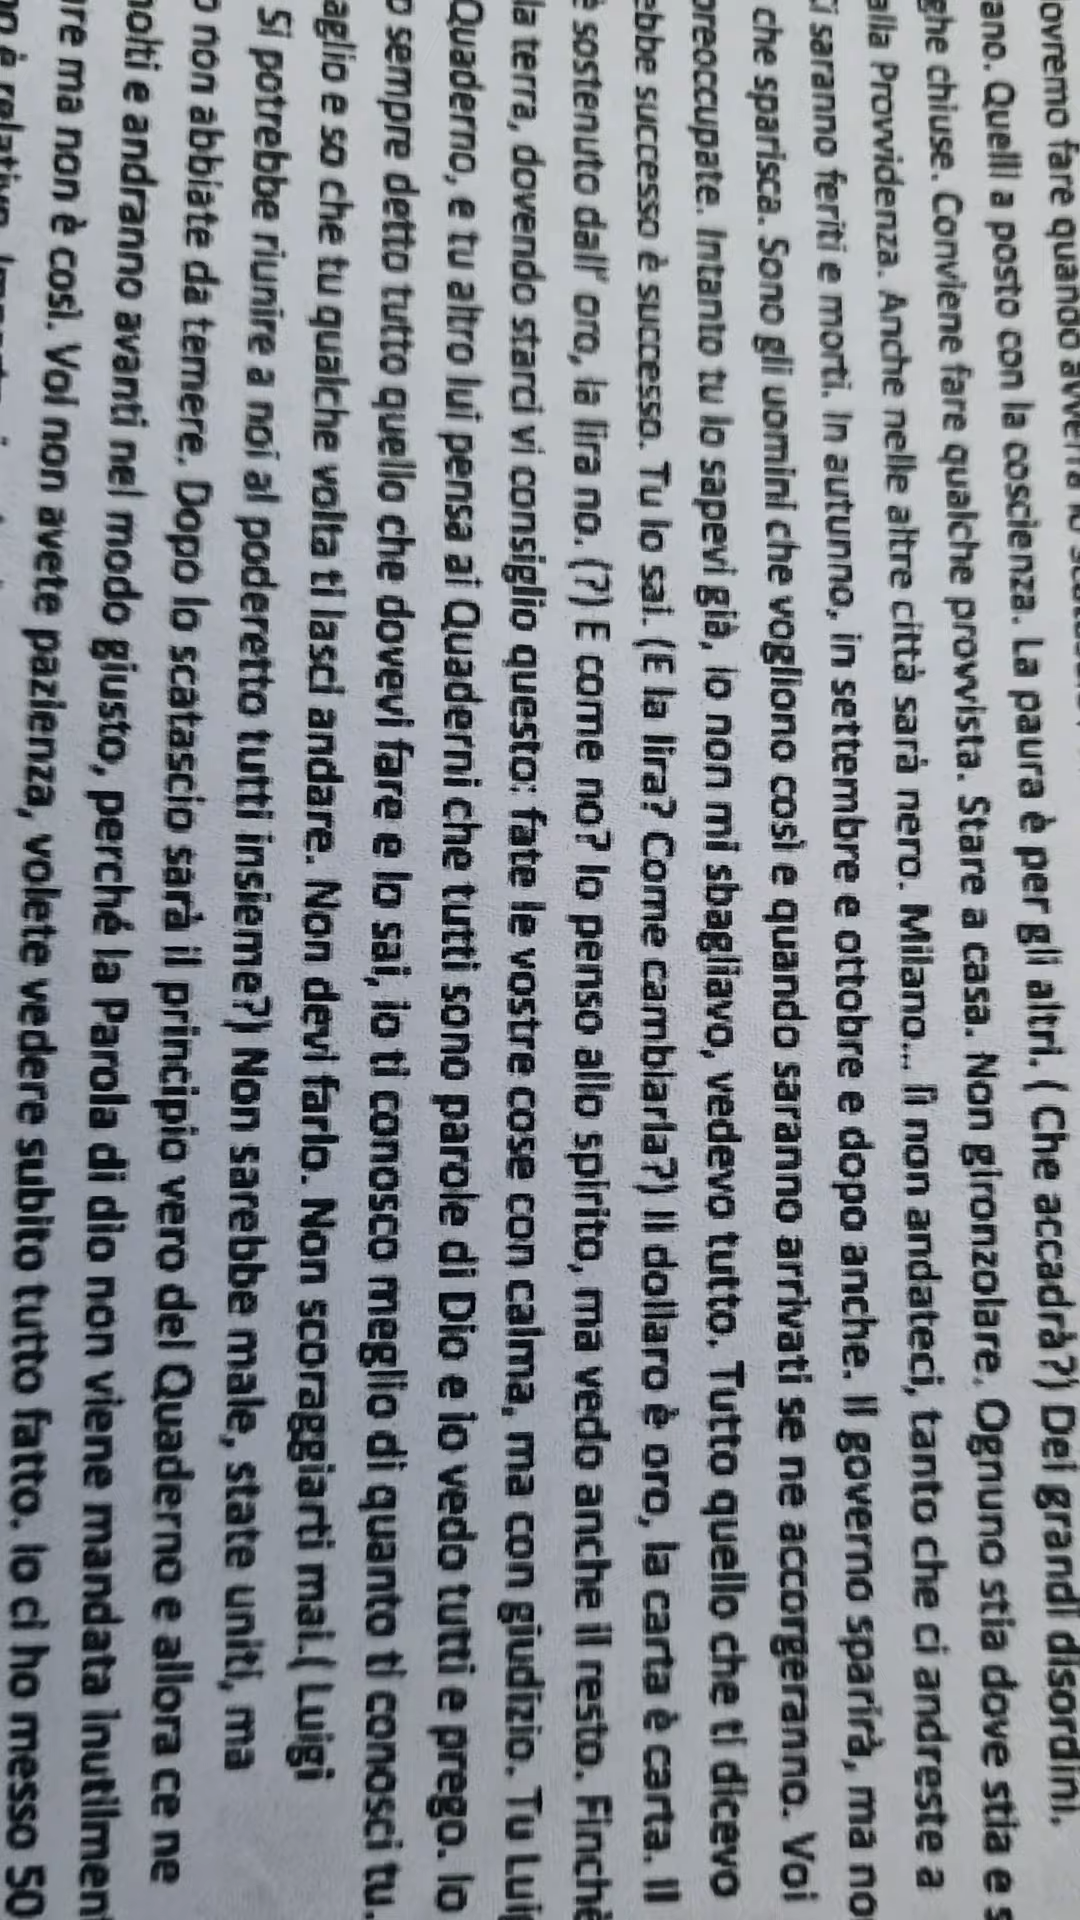 dovremo fare quando avverrà lo
ano. Quelli a posto con la coscienza. La paura è per gli altri. ( Che accadrà?) Dei grandi disordini,
ghe chiuse. Conviene fare qualche provvista. Stare a casa. Non gironzolare. Ognuno stia dove stia e s
alla Provvidenza. Anche nelle altre città sarà nero. Milano... lì non andateci, tanto che ci andreste a
ci saranno feriti e morti. In autunno, in settembre e ottobre e dopo anche. Il governo sparirà, ma no
che sparisca. Sono gli uomini che vogliono così e quando saranno arrivati se ne accorgeranno. Voi
preoccupate. Intanto tu lo sapevi già, io non mi sbagliavo, vedevo tutto. Tutto quello che ti dicevo
ebbe successo è successo. Tu lo sai. (E la lira? Come cambiarla?) Il dollaro è oro, la carta è carta. Il
è sostenuto dall' oro, la lira no. (?) E come no? Io penso allo spirito, ma vedo anche il resto. Finchè
la terra, dovendo starci vi consiglio questo: fate le vostre cose con calma, ma con giudizio. Tu Luig
Quaderno, e tu altro lui pensa ai Quaderni che tutti sono parole di Dio e io vedo tutti e prego. Io
o sempre detto tutto quello che dovevi fare e lo sai, io ti conosco meglio di quanto ti conosci tu.
aglio e so che tu qualche volta ti lasci andare. Non devi farlo. Non scoraggiarti mai.( Luigi
Si potrebbe riunire a noi al poderetto tutti insieme?) Non sarebbe male, state uniti, ma
o non abbiate da temere. Dopo lo scatascio sarà il principio vero del Quaderno e allora ce ne
molti e andranno avanti nel modo giusto, perché la Parola di dio non viene mandata inutilment
ure ma non è così. Voi non avete pazienza, volete vedere subito tutto fatto. Io ci ho messo 50
no è relativo.